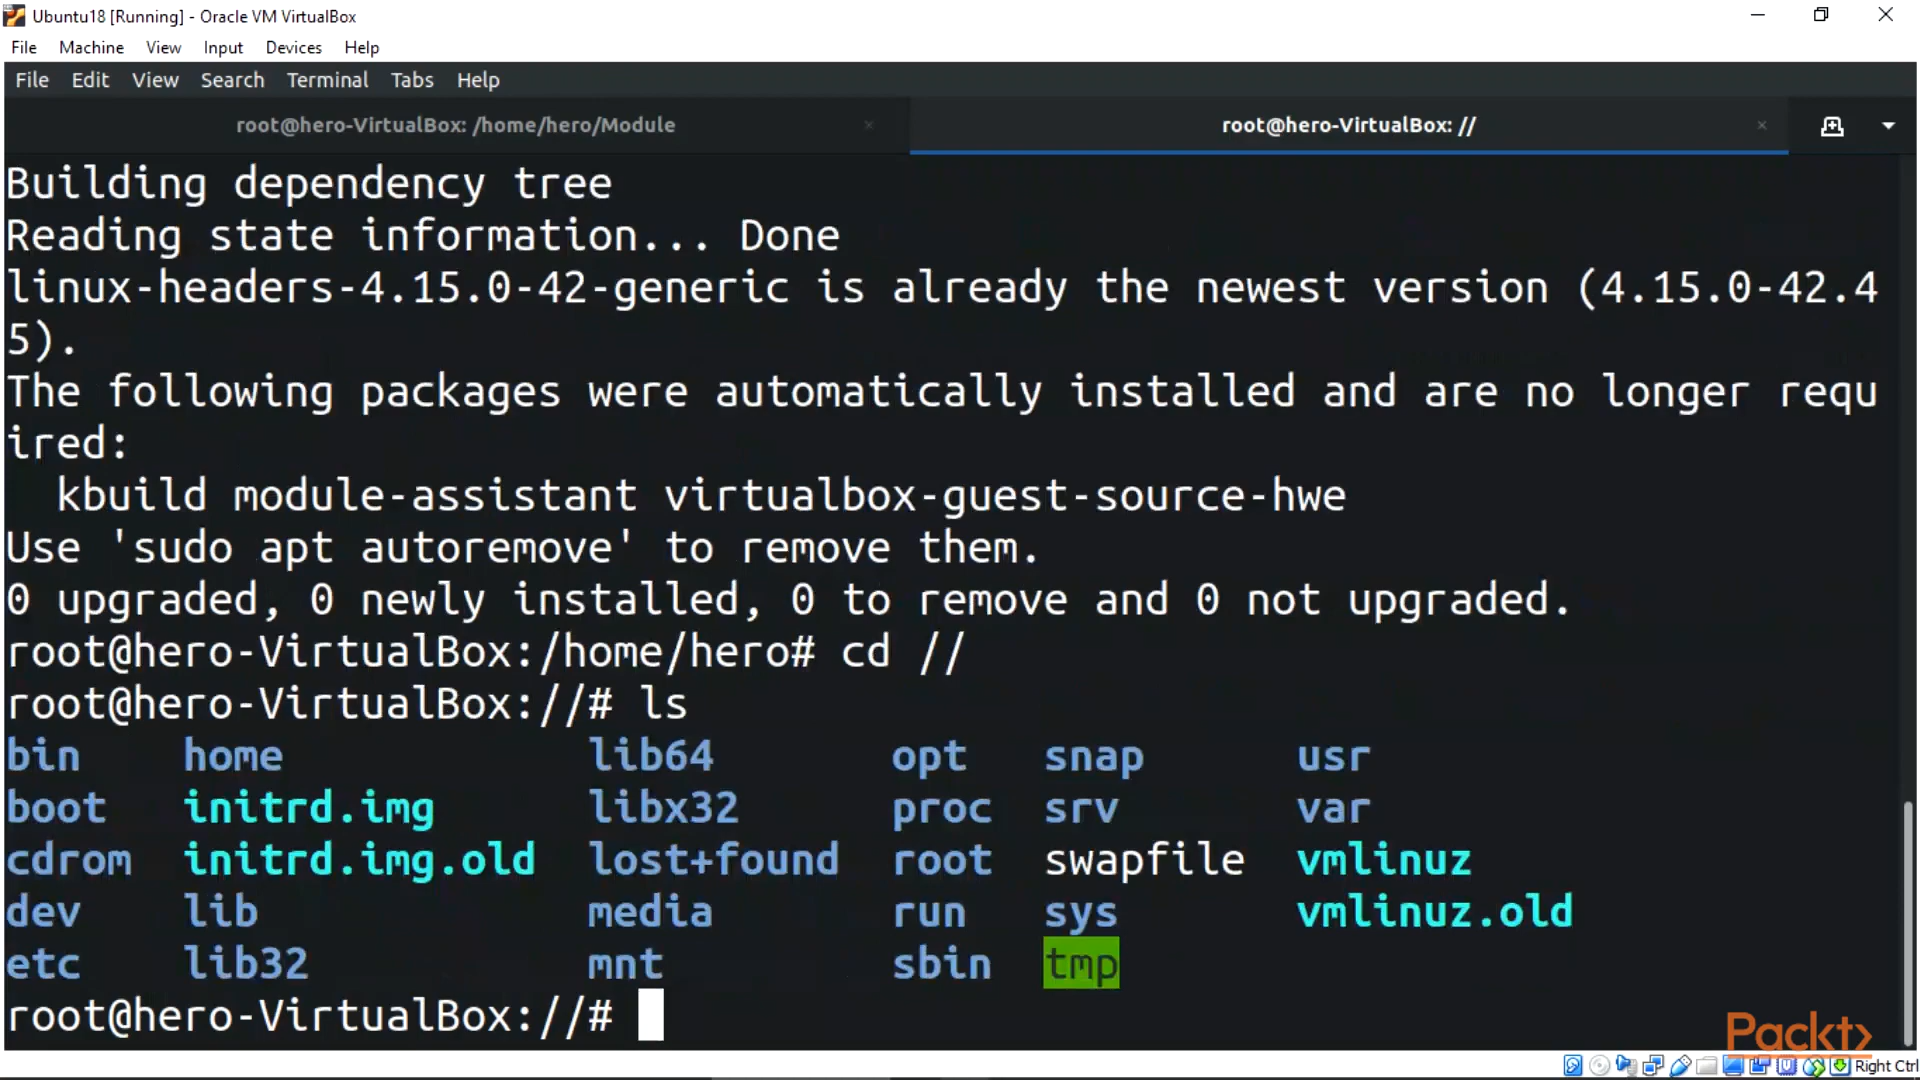 Ubuntu18 [Running] - Oracle VM VirtualBox
File Machine View Input Devices Help
File Edit View Search Terminal Tabs Help
root@hero-VirtualBox: /home/hero/Module × root@hero-VirtualBox: // ×
Building dependency tree
Reading state information... Done
linux-headers-4.15.0-42-generic is already the newest version (4.15.0-42.4
5).
The following packages were automatically installed and are no longer requ
ired:
  kbuild module-assistant virtualbox-guest-source-hwe
Use 'sudo apt autoremove' to remove them.
0 upgraded, 0 newly installed, 0 to remove and 0 not upgraded.
root@hero-VirtualBox:/home/hero# cd //
root@hero-VirtualBox://# ls
bin home lib64 opt snap usr
boot initrd.img libx32 proc srv var
cdrom initrd.img.old lost+found root swapfile vmlinuz
dev lib media run sys vmlinuz.old
etc lib32 mnt sbin tmp
root@hero-VirtualBox://#
Packt>
Right Ctrl